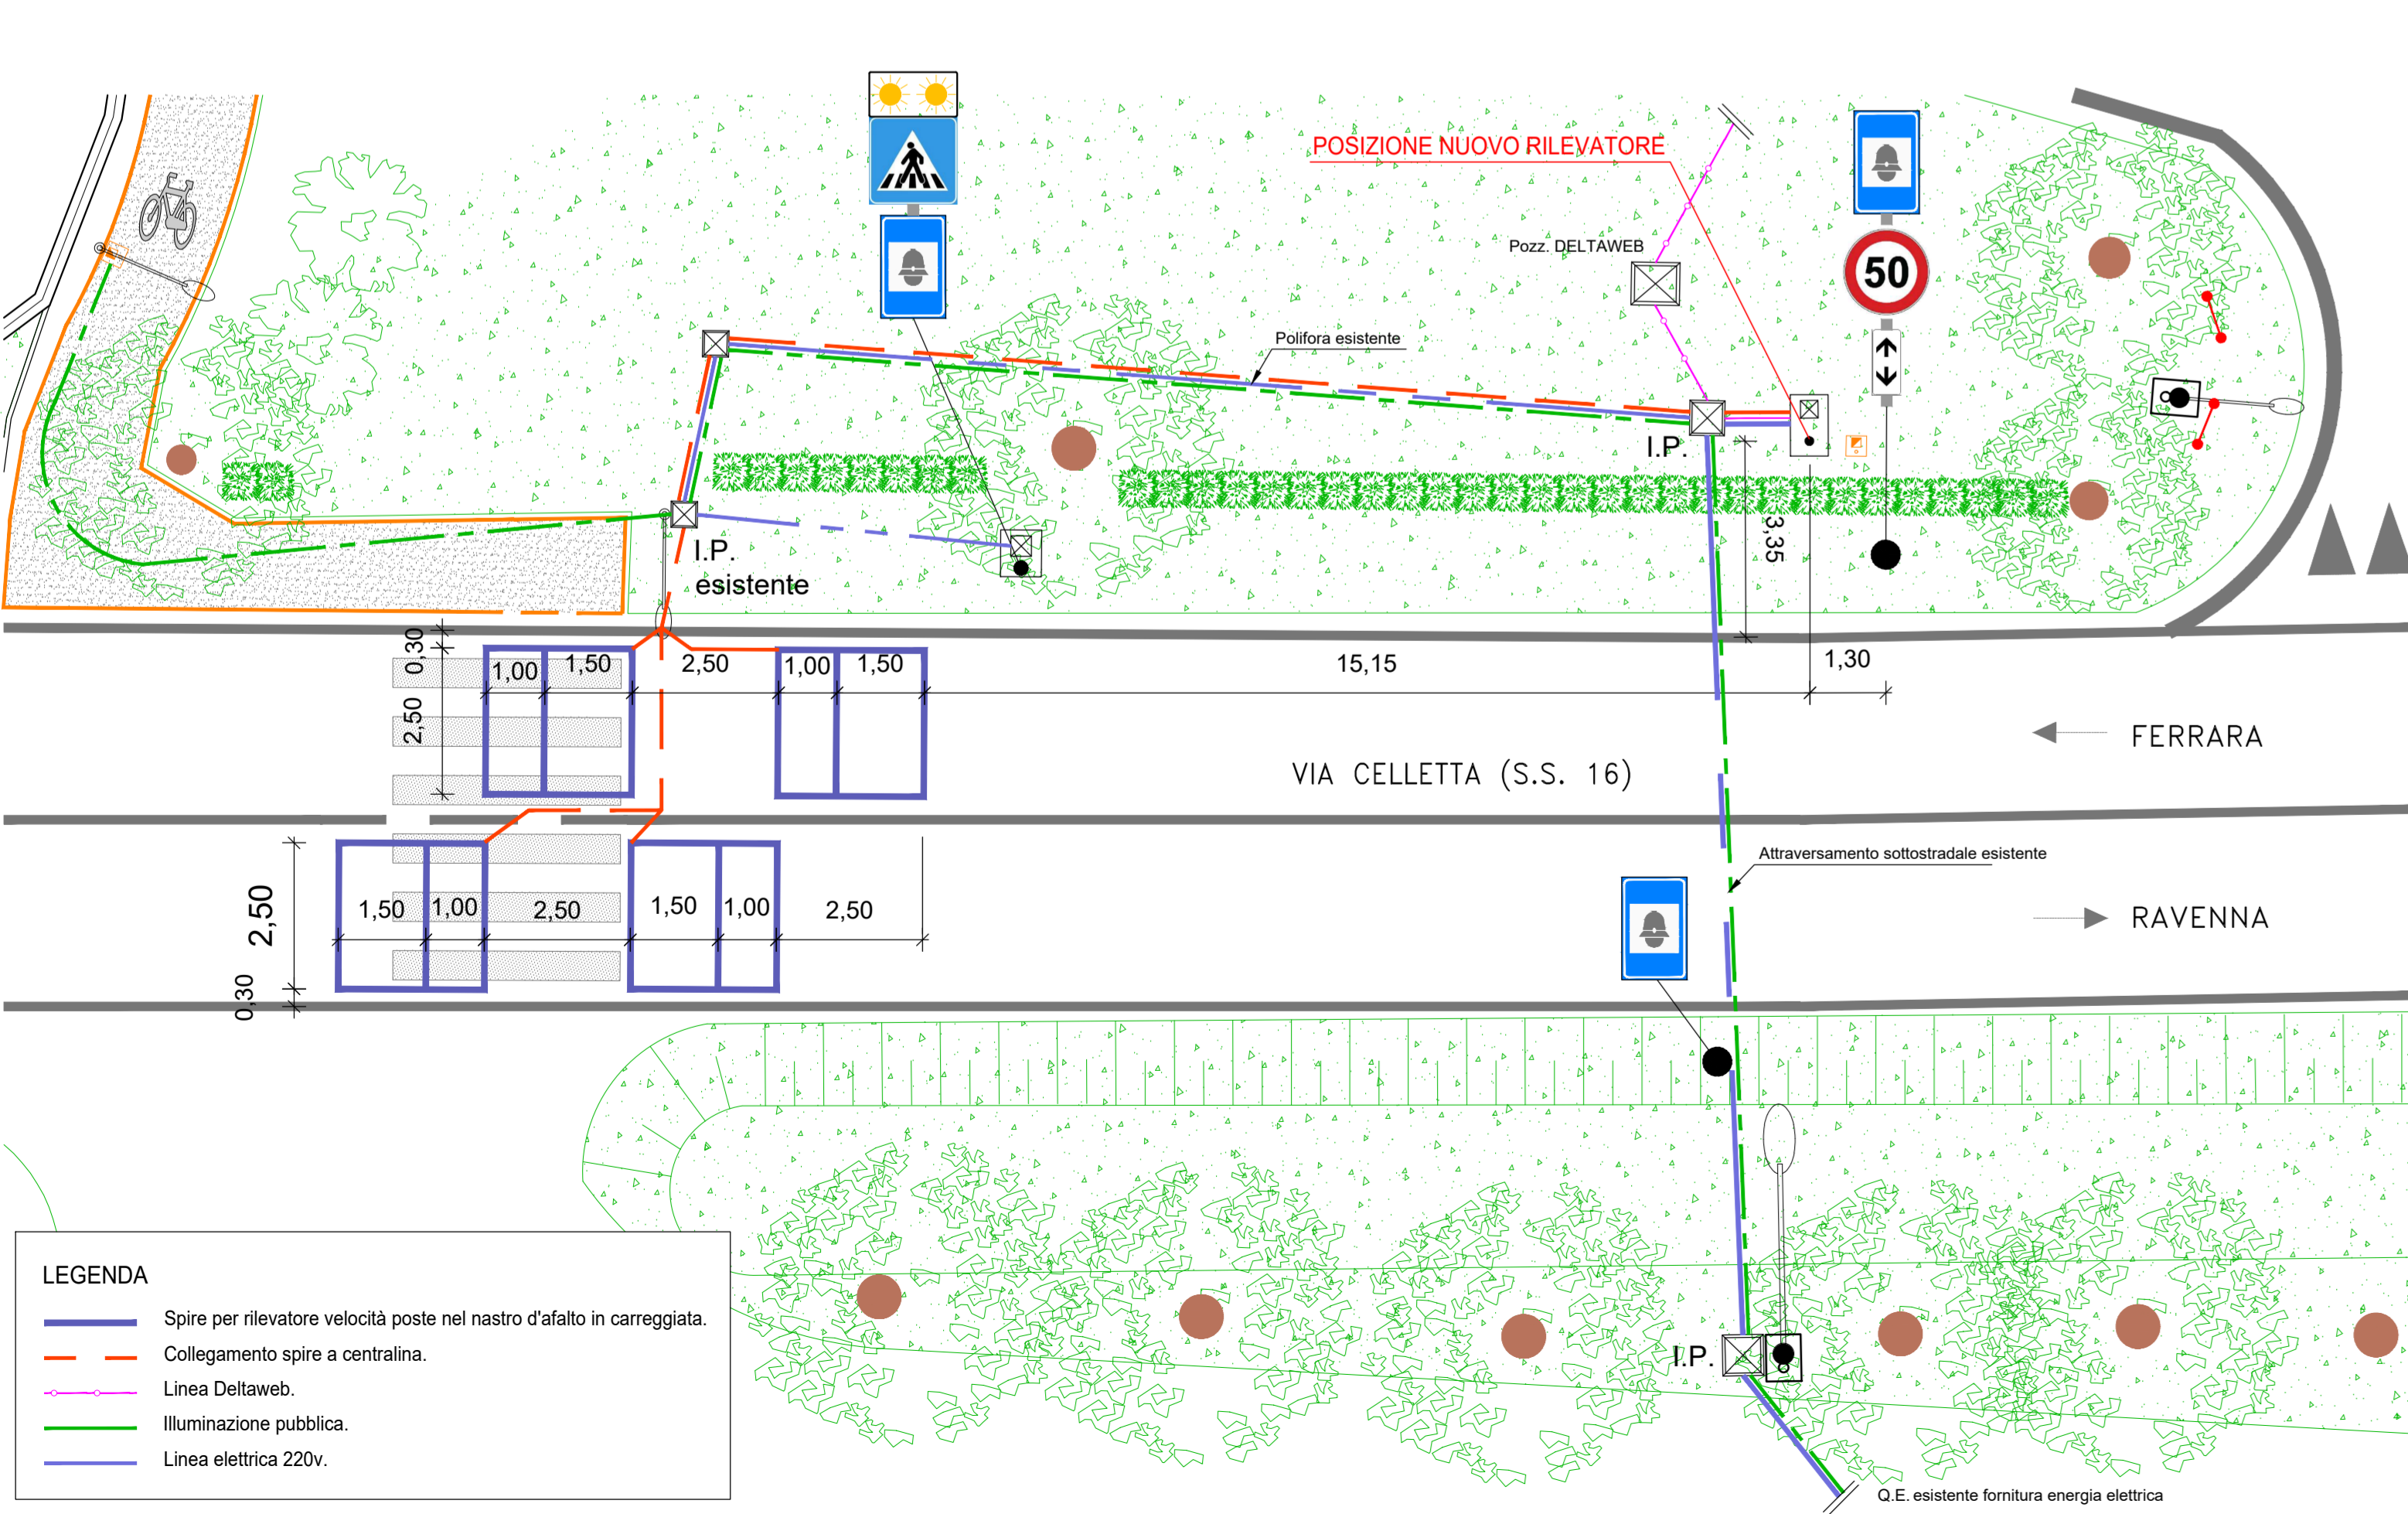 POSIZIONE NUOVO RILEVATORE
Pozz. DELTAWEB
50
Polifora esistente
I.P.
3,35
I.P.
esistente
0,30
2,50
1,00
1,50
2,50
1,00
1,50
15,15
1,30
FERRARA
VIA CELLETTA (S.S. 16)
Attraversamento sottostradale esistente
RAVENNA
2,50
0,30
1,50
1,00
2,50
1,50
1,00
2,50
I.P.
Q.E. esistente fornitura energia elettrica
LEGENDA
Spire per rilevatore velocità poste nel nastro d'afalto in carreggiata.
Collegamento spire a centralina.
Linea Deltaweb.
Illuminazione pubblica.
Linea elettrica 220v.